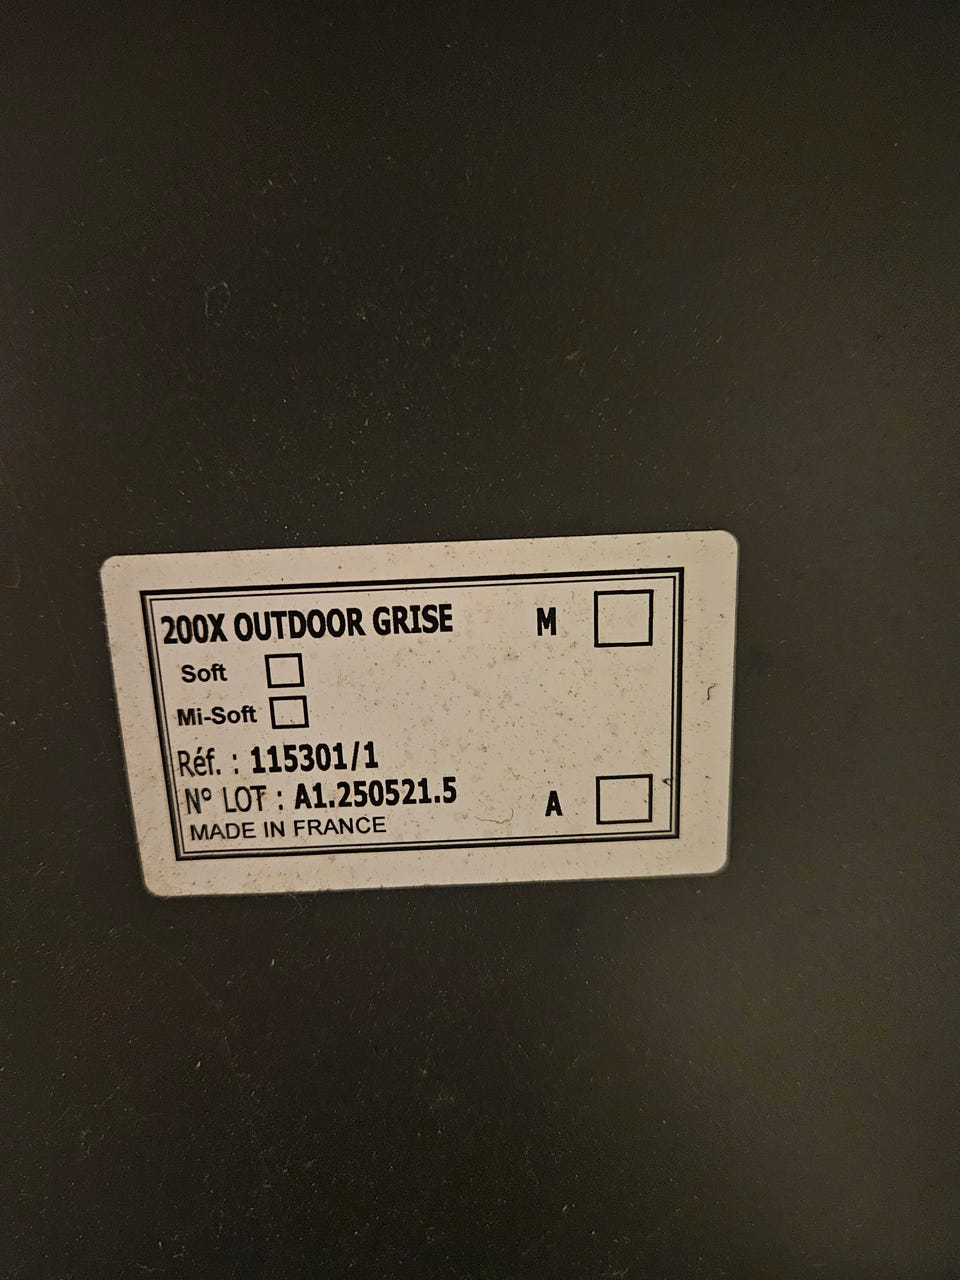 200X OUTDOOR GRISE M
Soft
Mi-Soft
Réf. : 115301/1
N° LOT : A1.250521.5 A
MADE IN FRANCE